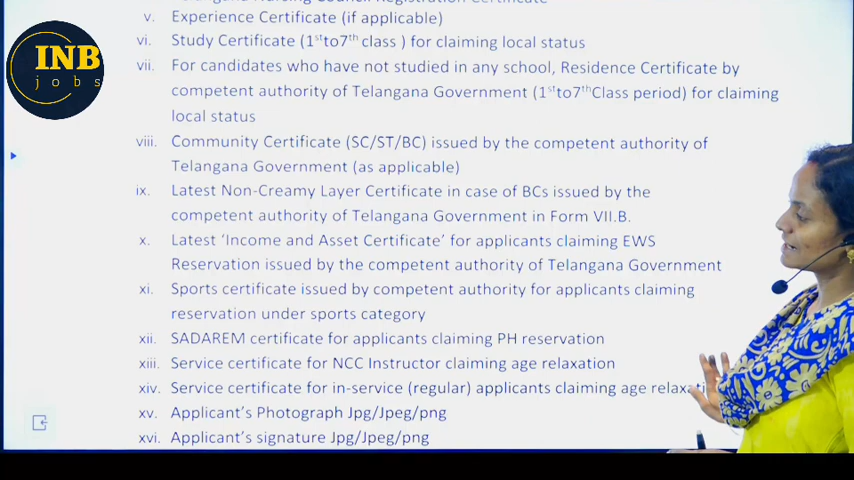 Telangana Nursing Council Registration Certificate
INB
jobs
v. Experience Certificate (if applicable)
vi. Study Certificate (1stto7th class ) for claiming local status
vii. For candidates who have not studied in any school, Residence Certificate by
competent authority of Telangana Government (1stto7thClass period) for claiming
local status
viii. Community Certificate (SC/ST/BC) issued by the competent authority of
Telangana Government (as applicable)
ix. Latest Non-Creamy Layer Certificate in case of BCs issued by the
competent authority of Telangana Government in Form VII.B.
x. Latest ‘Income and Asset Certificate’ for applicants claiming EWS
Reservation issued by the competent authority of Telangana Government
xi. Sports certificate issued by competent authority for applicants claiming
reservation under sports category
xii. SADAREM certificate for applicants claiming PH reservation
xiii. Service certificate for NCC Instructor claiming age relaxation
xiv. Service certificate for in-service (regular) applicants claiming age
xv. Applicant’s Photograph Jpg/Jpeg/png
xvi. Applicant’s signature Jpg/Jpeg/png